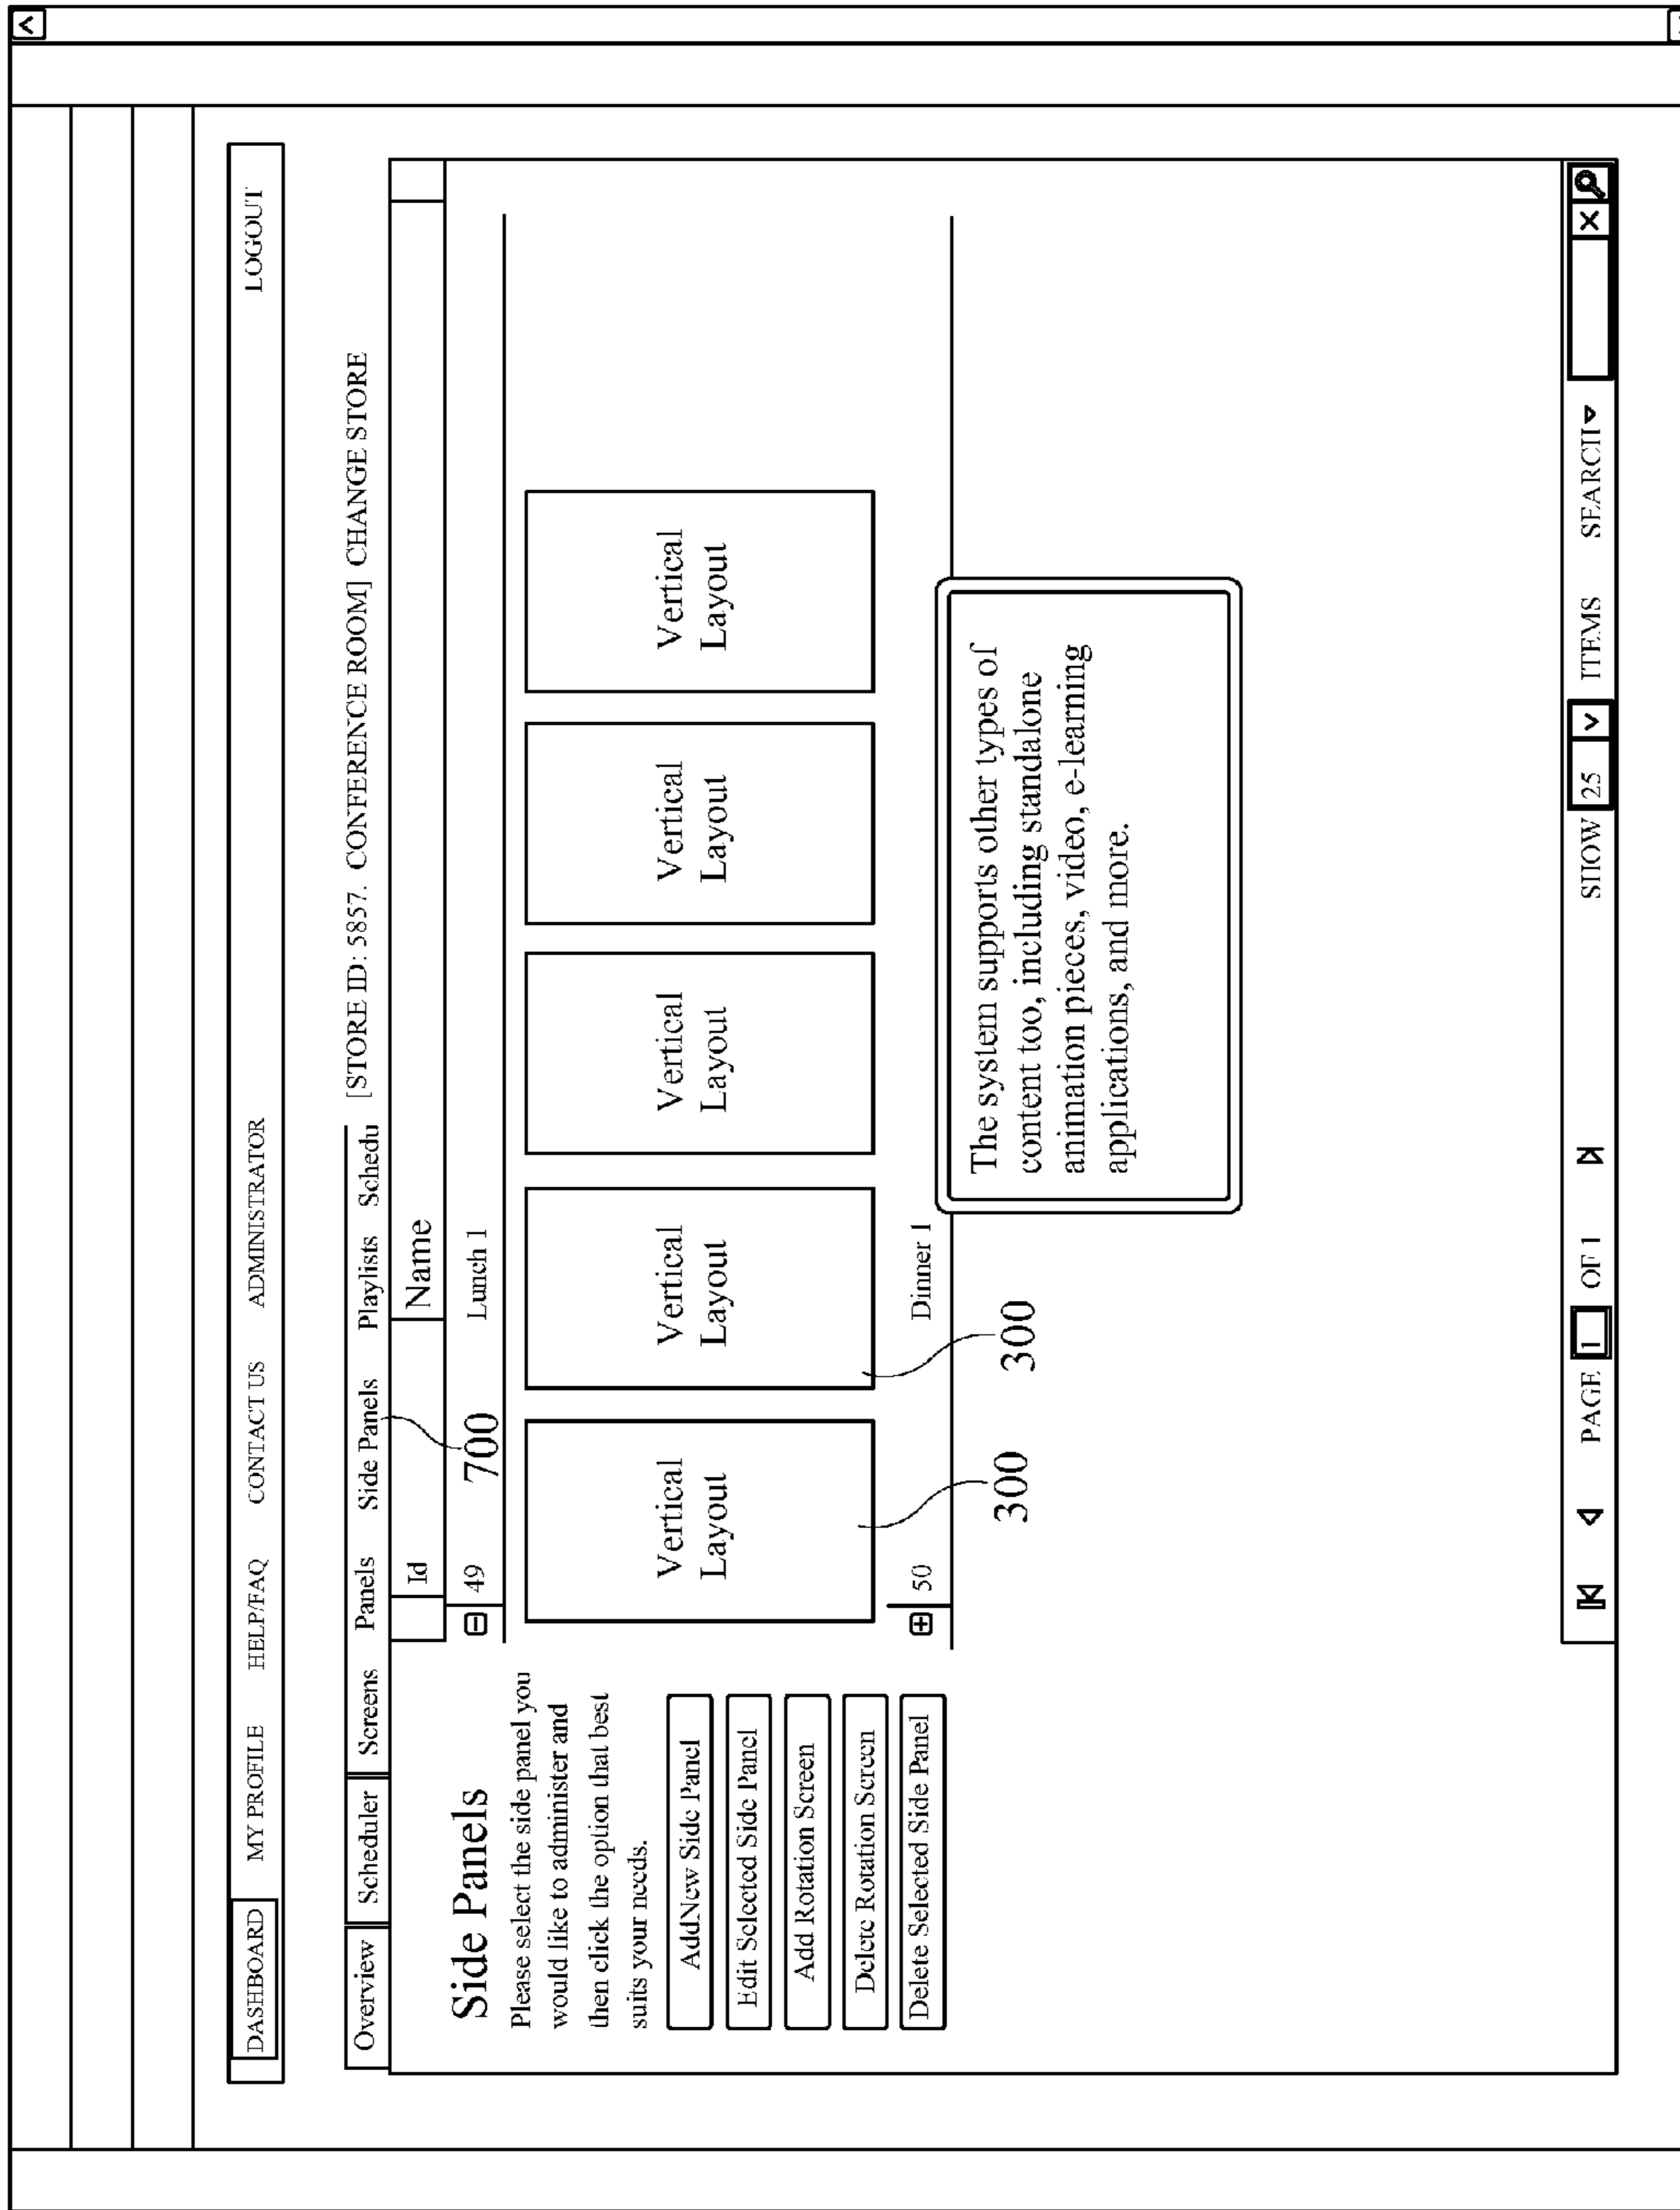 DASHBOARD MY PROFILE HELP/FAQ CONTACT US ADMINISTRATOR LOGOUT
Overview Scheduler Screens Panels Side Panels Playlists Schedu [STORE ID: 5857. CONFERENCE ROOM] CHANGE STORE
Id Name
49 Lunch 1
700
Side Panels
Please select the side panel you
would like to administer and
then click the option that best
suits your needs.
AddNew Side Panel
Edit Selected Side Panel
Add Rotation Screen
Delete Rotation Screen
Delete Selected Side Panel
Vertical
Layout
Vertical
Layout
Vertical
Layout
Vertical
Layout
Vertical
Layout
50 Dinner 1
300
300
The system supports other types of
content too, including standalone
animation pieces, video, e-learning
applications, and more.
PAGE 1 OF 1 SHOW 25 ITEMS SEARCH